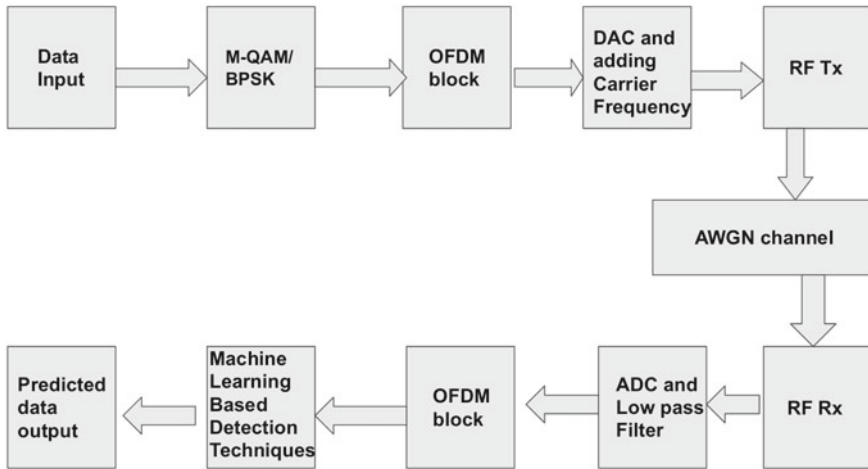 Data
Input
M-QAM/
BPSK
OFDM
block
DAC and
adding
Carrier
Frequency
RF Tx
AWGN channel
RF Rx
ADC and
Low pass
Filter
OFDM
block
Machine
Learning
Based
Detection
Techniques
Predicted
data
output